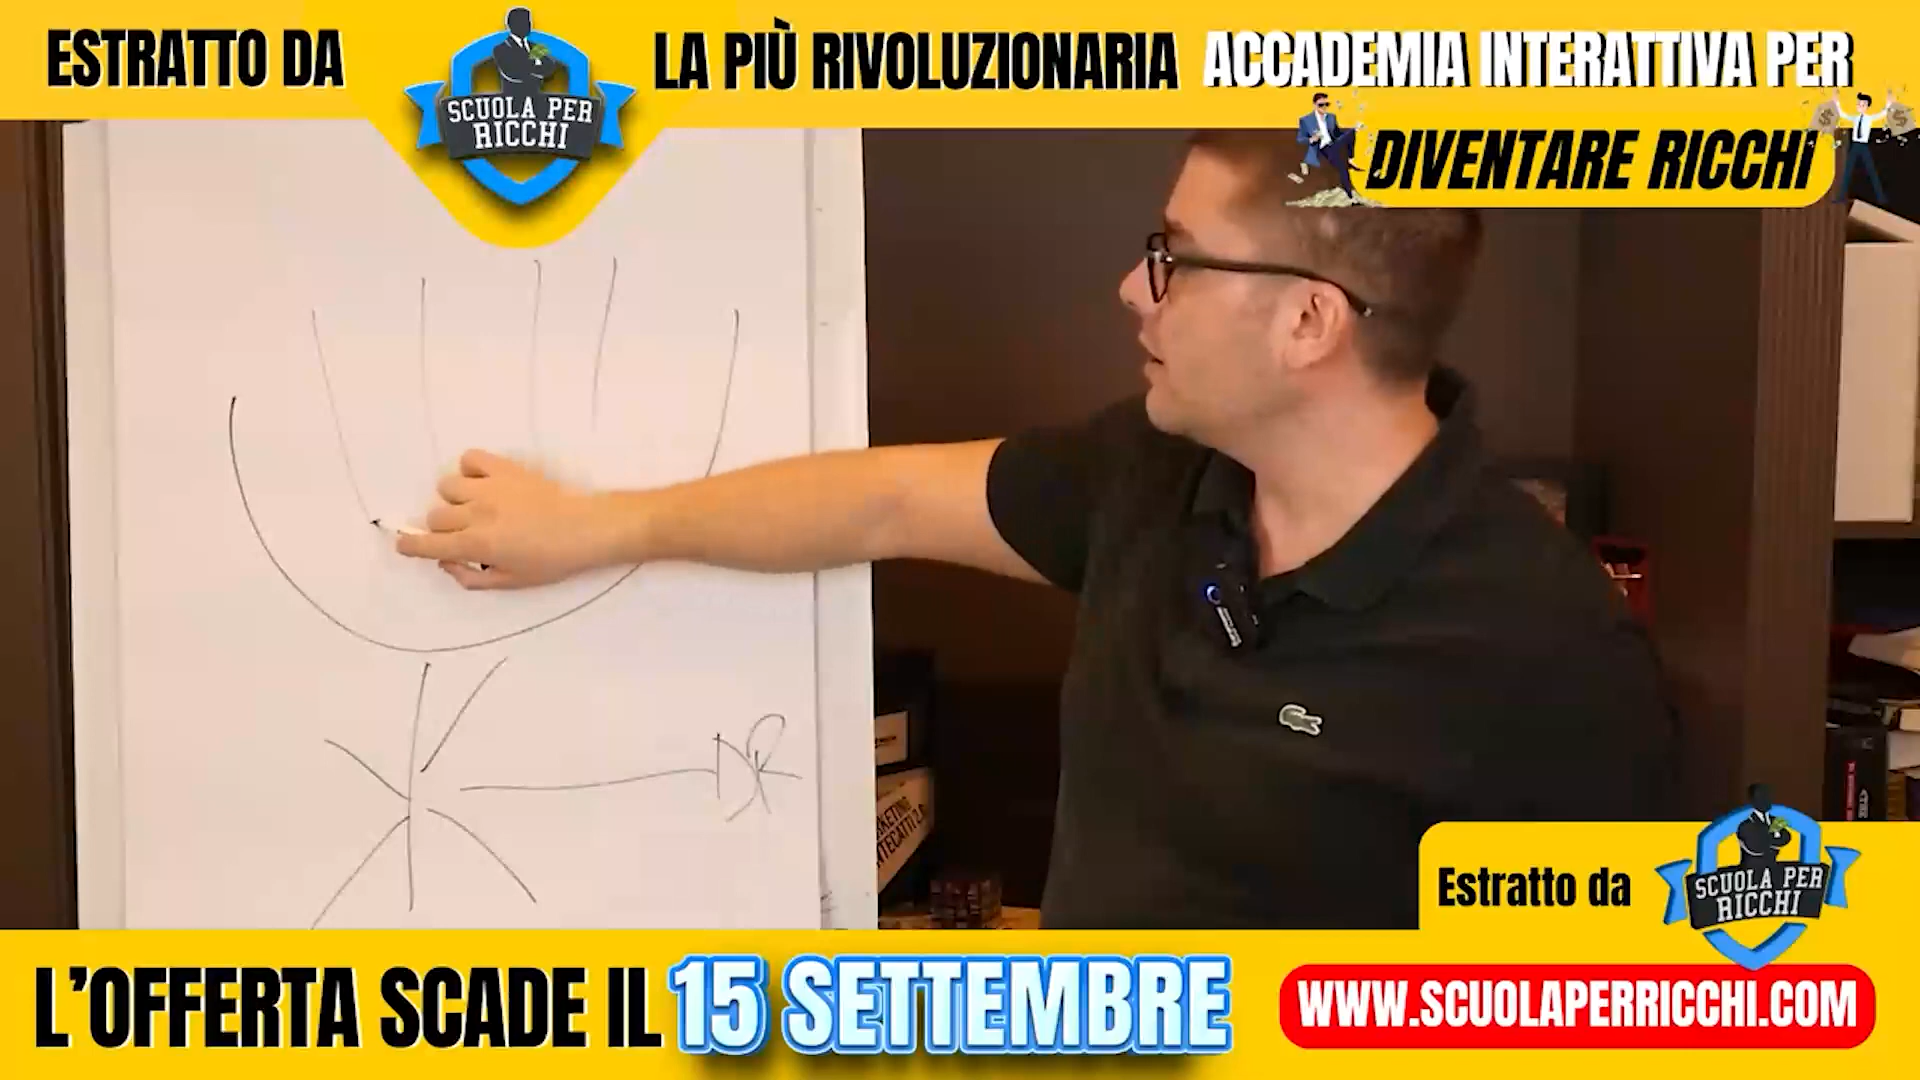 ESTRATTO DA
SCUOLA PER
RICCHI
LA PIÙ RIVOLUZIONARIA ACCADEMIA INTERATTIVA PER
DIVENTARE RICCHI
DR
Estratto da
SCUOLA PER
RICCHI
L'OFFERTA SCADE IL 15 SETTEMBRE
WWW.SCUOLAPERRICCHI.COM